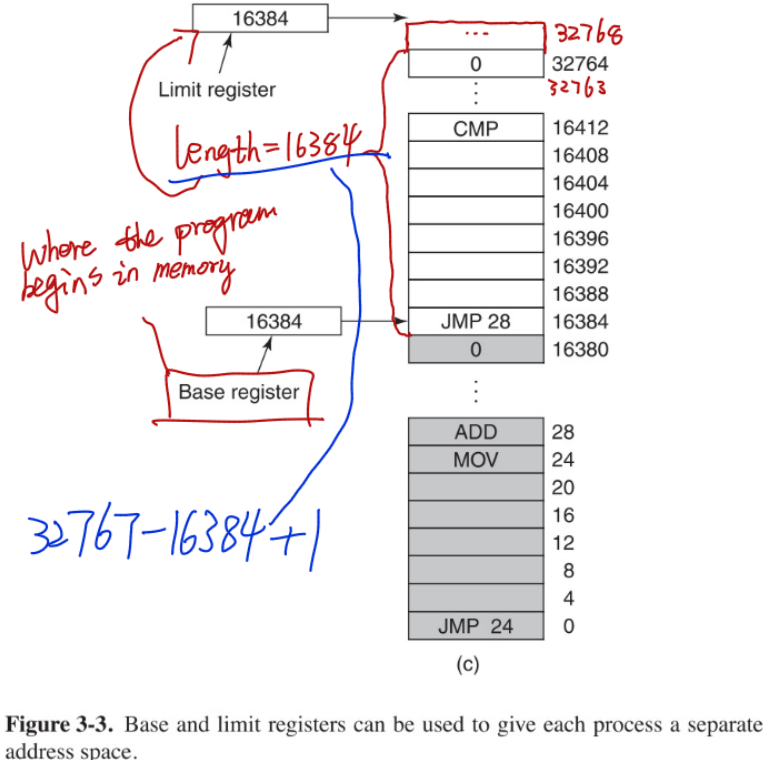 16384
... 32768
0 32764
32763
Limit register
⋮
CMP 16412
length=16384
16408
16404
16400
where the program
begins in memory
16396
16392
16388
16384
JMP 28 16384
0 16380
Base register
⋮
ADD 28
MOV 24
20
16
32767-16384+1
12
8
4
JMP 24 0
(c)
Figure 3-3. Base and limit registers can be used to give each process a separate
address space.